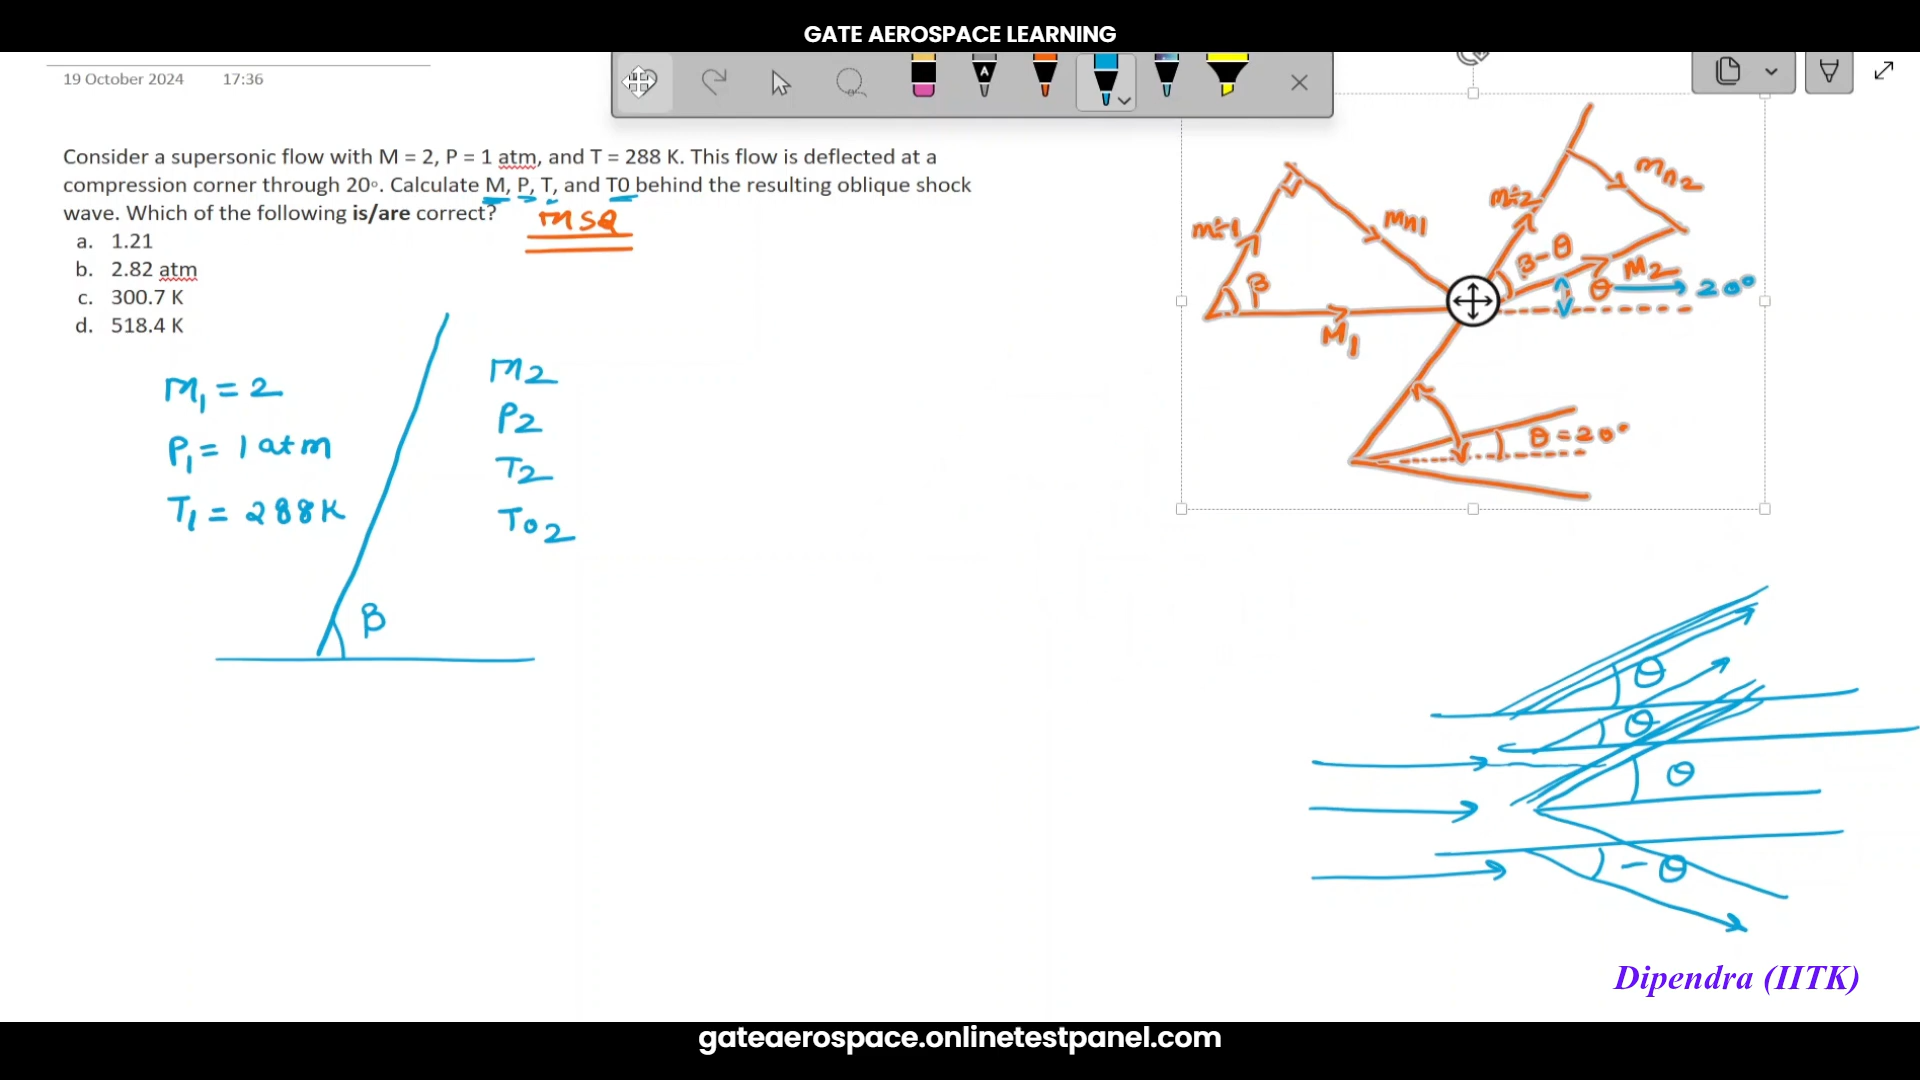 GATE AEROSPACE LEARNING
19 October 2024 17:36
Consider a supersonic flow with M = 2, P = 1 atm, and T = 288 K. This flow is deflected at a
compression corner through 20°. Calculate M, P, T, and T0 behind the resulting oblique shock
wave. Which of the following is/are correct?
MSQ
a. 1.21
b. 2.82 atm
c. 300.7 K
d. 518.4 K
M₁ = 2
P₁ = 1 atm
T₁ = 288K
β
M2
P2
T2
T02
Mt1
Mn1
β
M1
Mt2
Mn2
β-θ
M2
θ 20°
θ = 20°
θ
θ
θ
-θ
Dipendra (IITK)
gateaerospace.onlinetestpanel.com